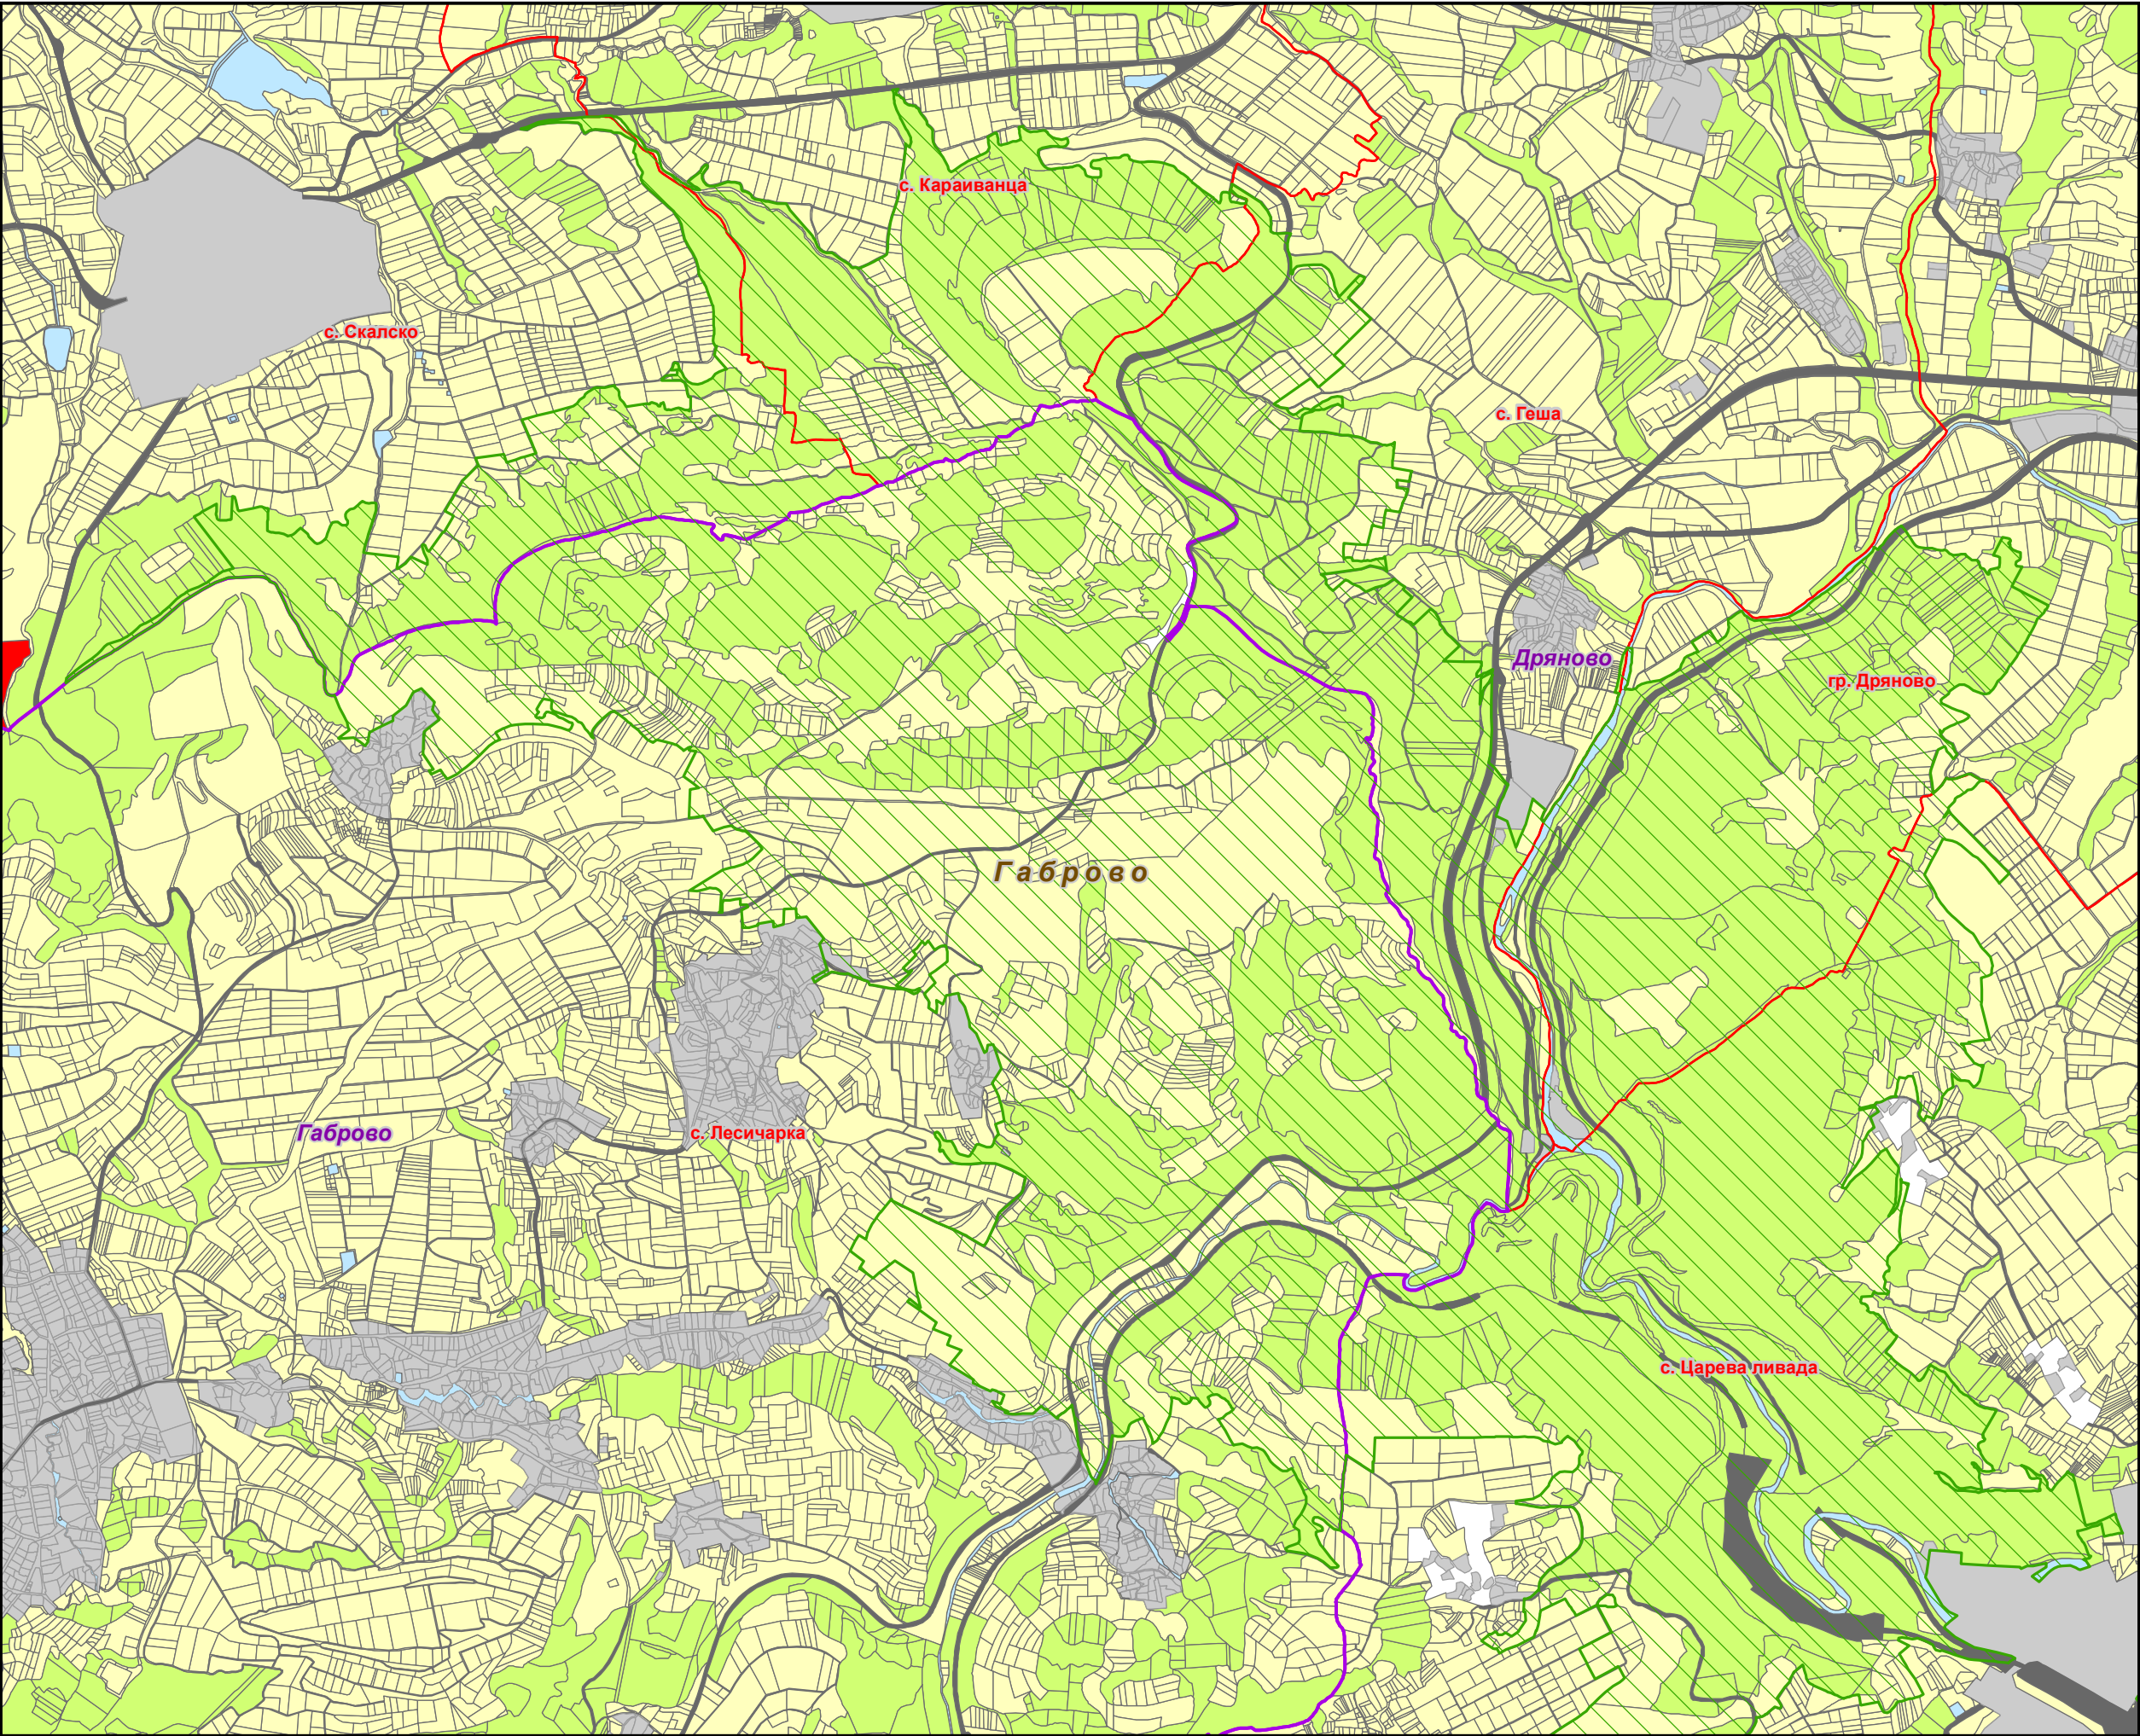 с. Караиванца
с. Скалско
с. Геша
Дряново
гр. Дряново
Габрово
Габрово
с. Лесичарка
с. Царева ливада